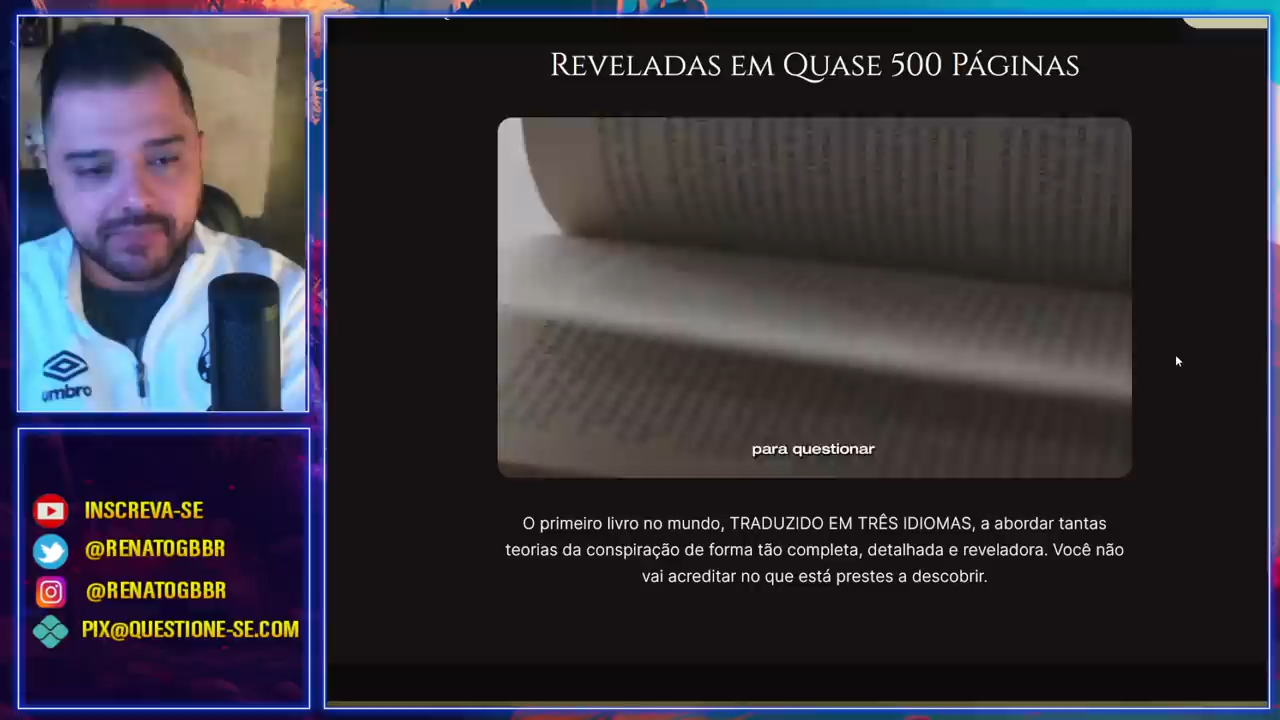 REVELADAS EM QUASE 500 PÁGINAS
para questionar
O primeiro livro no mundo, TRADUZIDO EM TRÊS IDIOMAS, a abordar tantas
teorias da conspiração de forma tão completa, detalhada e reveladora. Você não
vai acreditar no que está prestes a descobrir.
umbro
INSCREVA-SE
@RENATOGBBR
@RENATOGBBR
PIX@QUESTIONE-SE.COM